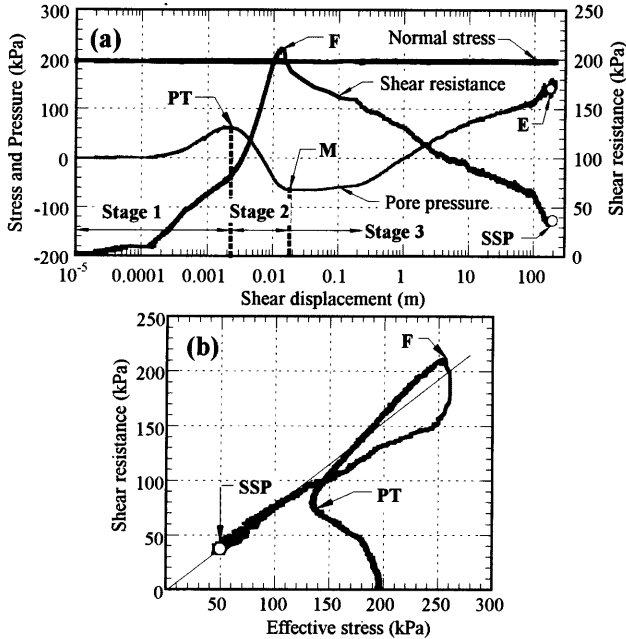 (a)
F
Normal stress
PT
Shear resistance
M
E
Pore pressure
Stage 1
Stage 2
Stage 3
SSP
Stress and Pressure (kPa)
300
200
100
0
-100
-200
Shear resistance (kPa)
250
200
150
100
50
0
10-5 0.0001 0.001 0.01 0.1 1 10 100
Shear displacement (m)
(b)
F
SSP
PT
Shear resistance (kPa)
250
200
150
100
50
0
50 100 150 200 250 300
Effective stress (kPa)